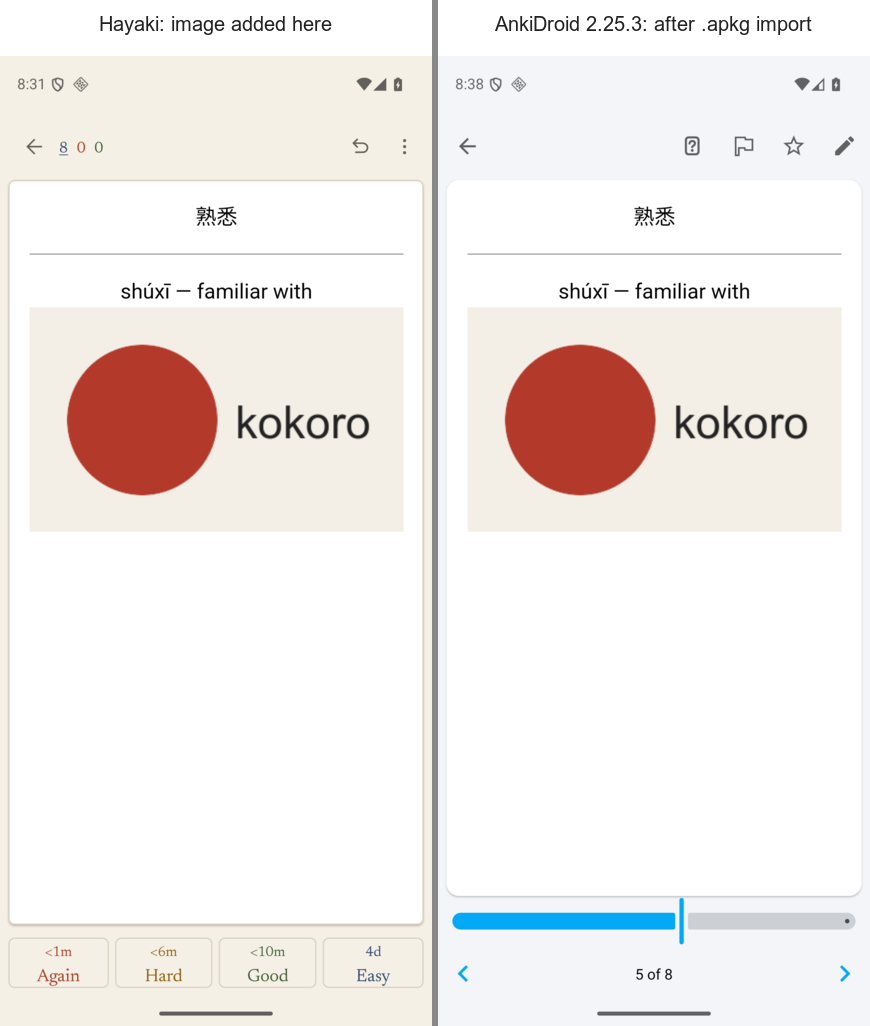 Hayaki: image added here
8:31
8 0 0
熟悉
shúxī — familiar with
kokoro
<1m
Again
<6m
Hard
<10m
Good
4d
Easy
AnkiDroid 2.25.3: after .apkg import
8:38
熟悉
shúxī — familiar with
kokoro
5 of 8